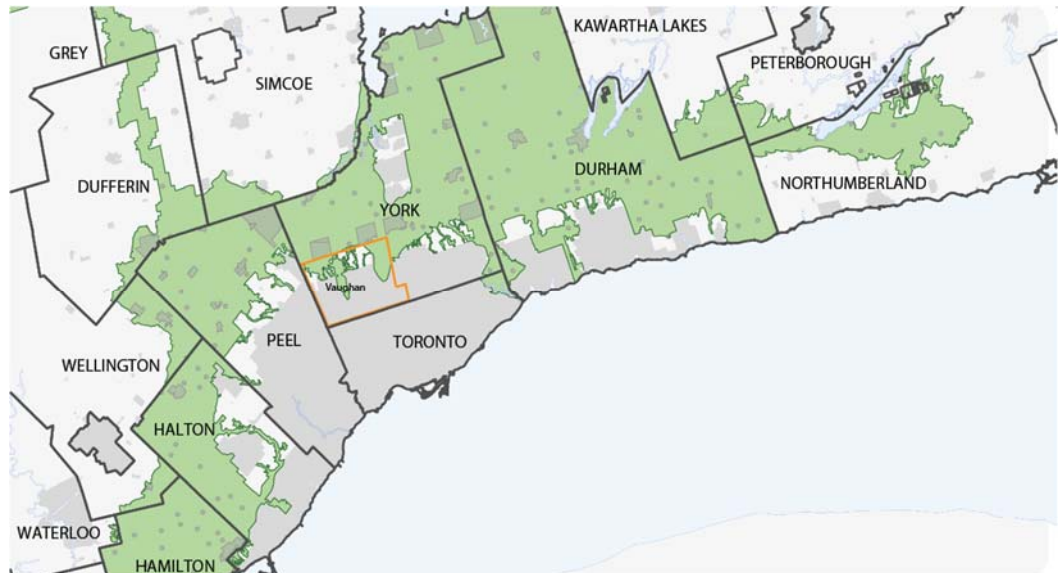 KAWARTHA LAKES
GREY
PETERBOROUGH
SIMCOE
DURHAM
DUFFERIN
NORTHUMBERLAND
YORK
Vaughan
PEEL
TORONTO
WELLINGTON
HALTON
WATERLOO
HAMILTON